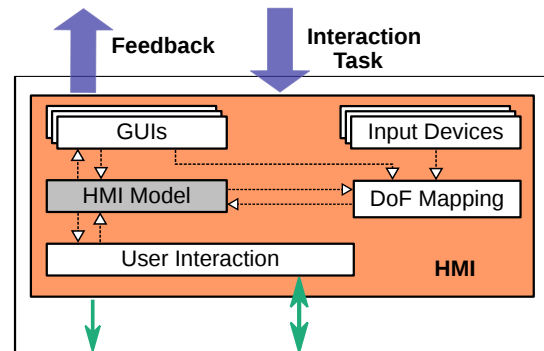 Feedback
Interaction
Task
GUIs
Input Devices
HMI Model
DoF Mapping
User Interaction
HMI